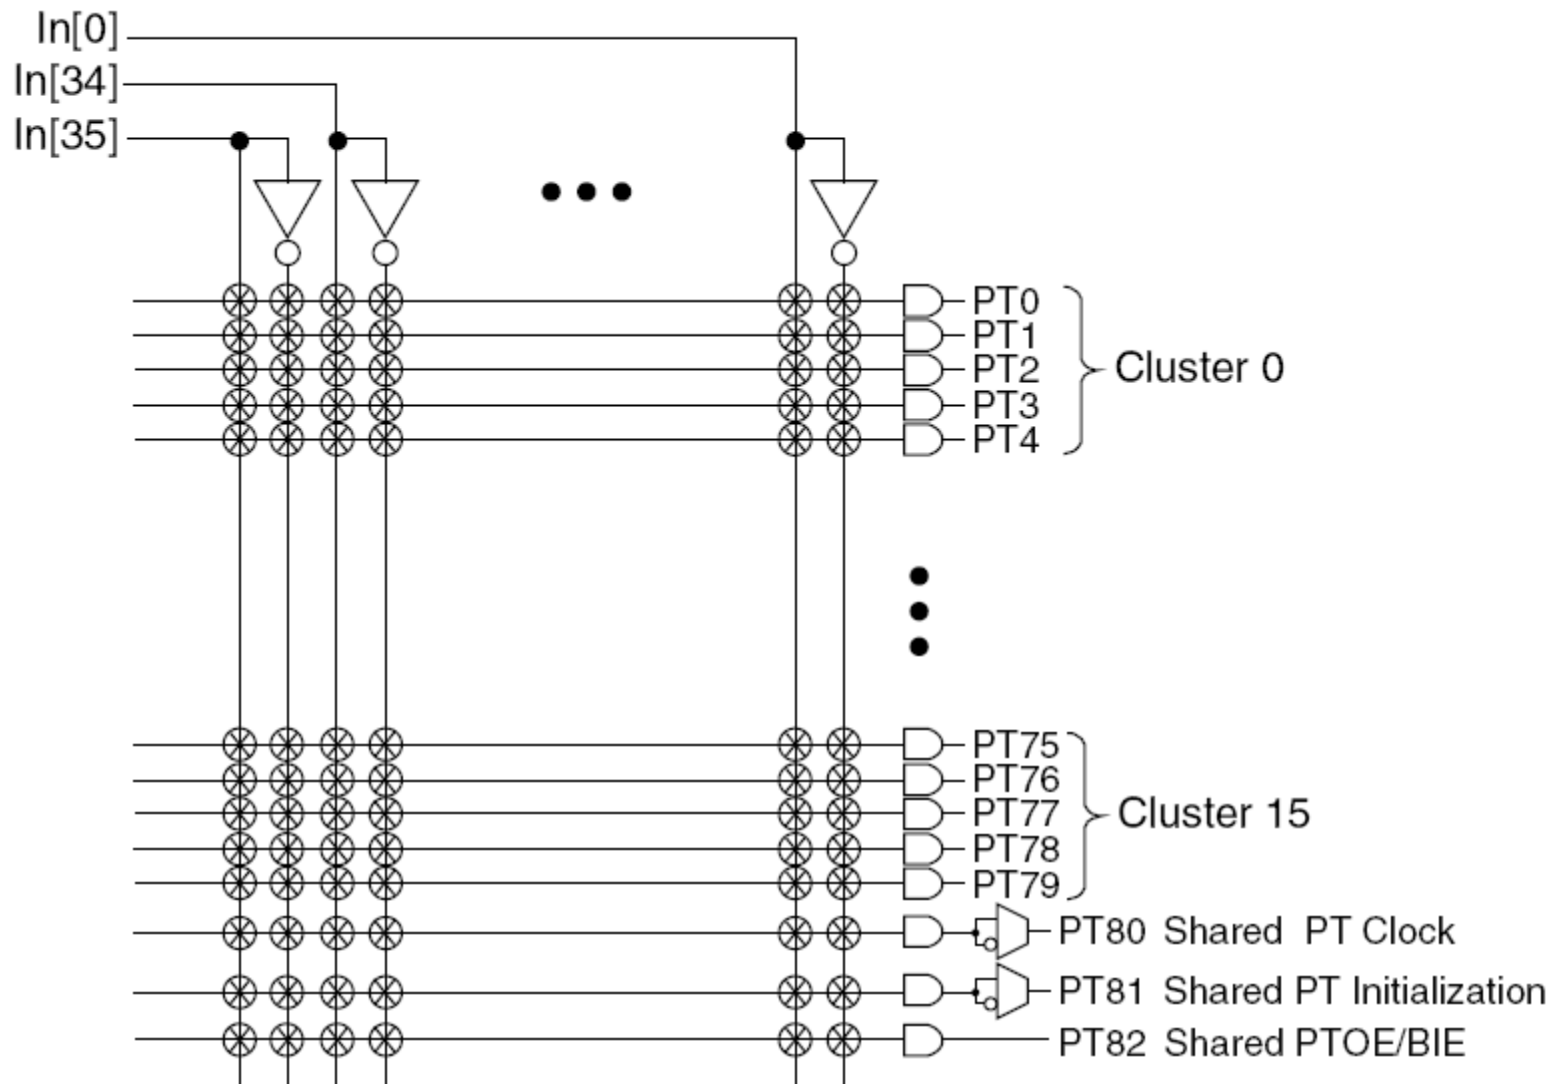 In[0]
In[34]
In[35]
PT0
PT1
PT2
PT3
PT4
Cluster 0
PT75
PT76
PT77
PT78
PT79
Cluster 15
PT80 Shared PT Clock
PT81 Shared PT Initialization
PT82 Shared PTOE/BIE